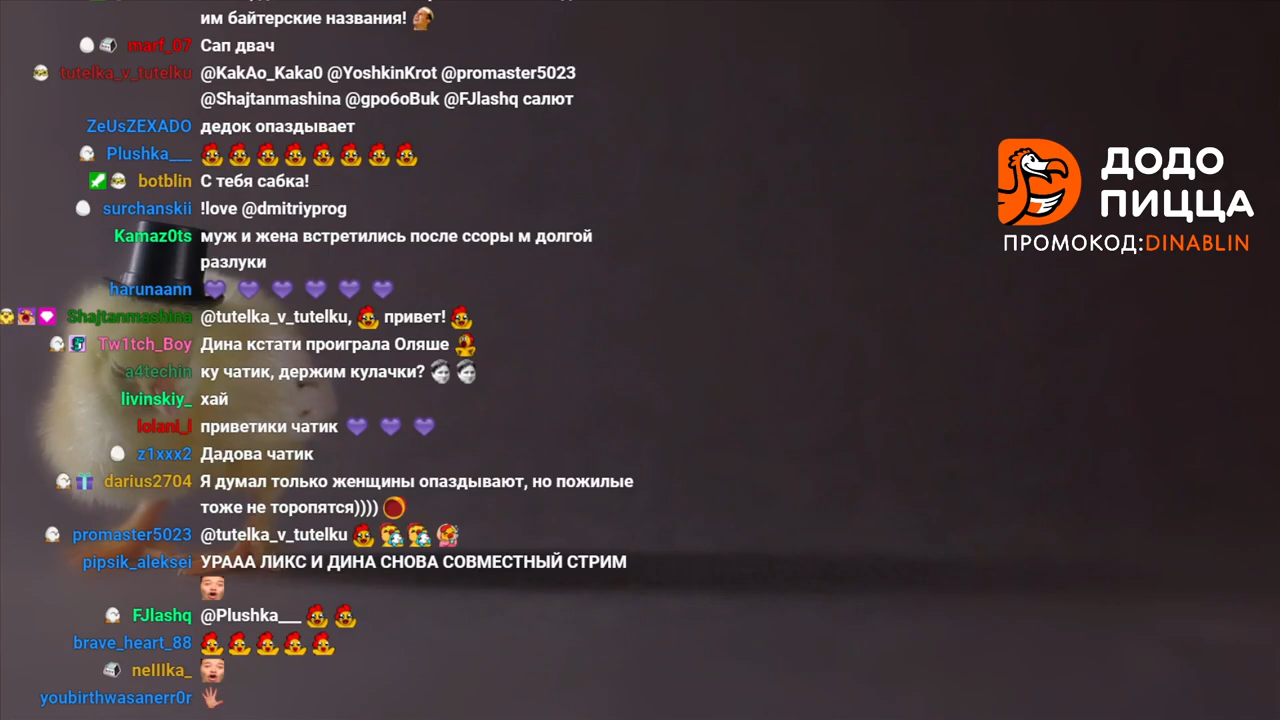 им байтерские названия!
marf_07 Сап двач
tutelka_v_tutelku @KakAo_Kaka0 @YoshkinKrot @promaster5023
@Shajtanmashina @gpo6oBuk @FJlashq салют
ZeUsZEXADO дедок опаздывает
Plushka___
botblin С тебя сабка!
surchanskii !love @dmitriyprog
Kamaz0ts муж и жена встретились после ссоры м долгой
разлуки
harunaann
Shajtanmashina @tutelka_v_tutelku, привет!
Tw1tch_Boy Дина кстати проиграла Оляше
a4techin ку чатик, держим кулачки?
livinskiy_ хай
lolani_l приветики чатик
z1xxx2 Дадова чатик
darius2704 Я думал только женщины опаздывают, но пожилые
тоже не торопятся))))
promaster5023 @tutelka_v_tutelku
pipsik_aleksei УРААА ЛИКС И ДИНА СНОВА СОВМЕСТНЫЙ СТРИМ
FJlashq @Plushka___
brave_heart_88
nelllka_
youbirthwasanerr0r
ДОДО
ПИЦЦА
ПРОМОКОД:DINABLIN